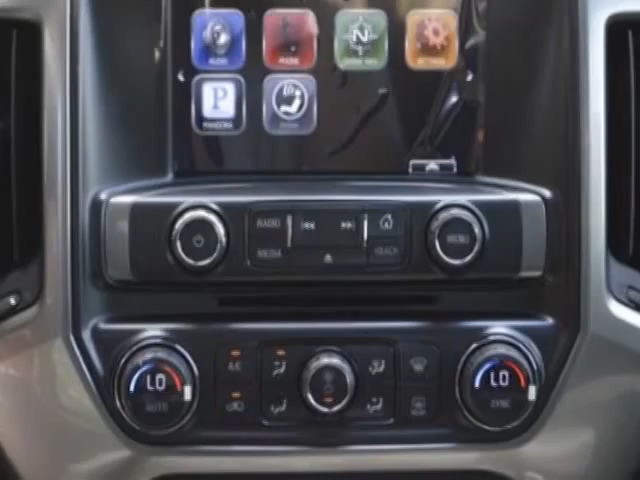 AUDIO PHONE N SETTINGS
P
PANDORA
RADIO MENU
MEDIA BACK
A/C
LO LO
AUTO SYNC